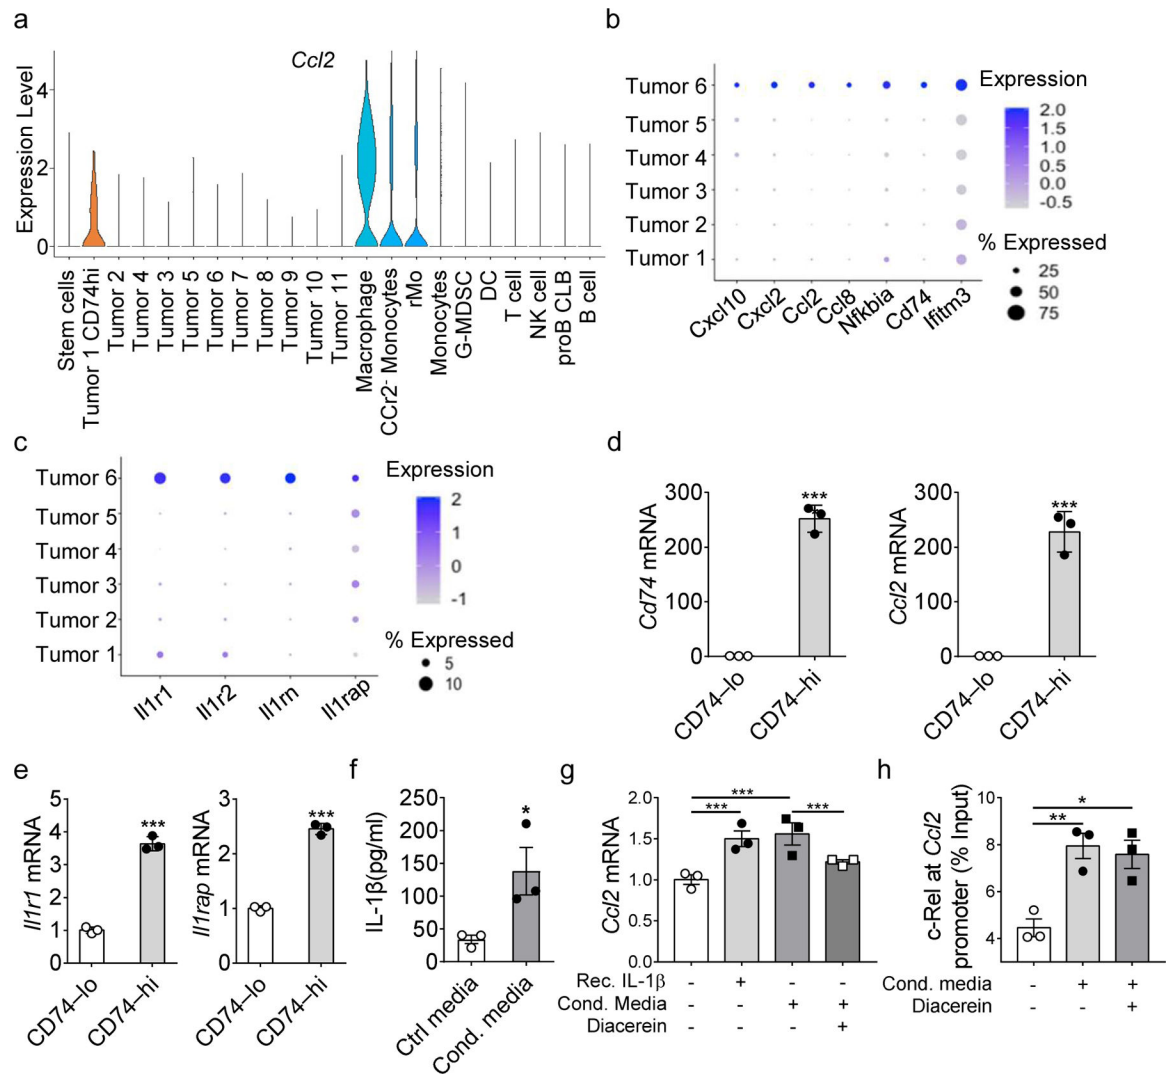 a
Ccl2
Expression Level
4
2
0
Stem cells
Tumor 1 CD74hi
Tumor 2
Tumor 4
Tumor 3
Tumor 5
Tumor 6
Tumor 7
Tumor 8
Tumor 9
Tumor 10
Tumor 11
Macrophage
CCr2- Monocytes
rMo
Monocytes
G-MDSC
DC
T cell
NK cell
proB CLB
B cell
b
Tumor 6
Tumor 5
Tumor 4
Tumor 3
Tumor 2
Tumor 1
Cxcl10
Cxcl2
Ccl2
Ccl8
Nfkbia
Cd74
Ifitm3
Expression
2.0
1.5
1.0
0.5
0.0
-0.5
% Expressed
25
50
75
c
Tumor 6
Tumor 5
Tumor 4
Tumor 3
Tumor 2
Tumor 1
Il1r1
Il1r2
Il1rn
Il1rap
Expression
2
1
0
-1
% Expressed
5
10
d
Cd74 mRNA
300
200
100
0
***
CD74–lo
CD74–hi
Ccl2 mRNA
300
200
100
0
***
CD74–lo
CD74–hi
e
Il1r1 mRNA
5
4
3
2
1
0
***
CD74–lo
CD74–hi
Il1rap mRNA
3
2
1
0
***
CD74–lo
CD74–hi
f
IL-1β(pg/ml)
250
200
150
100
50
0
*
Ctrl media
Cond. media
g
Ccl2 mRNA
2.0
1.5
1.0
0.5
0.0
***
***
***
Rec. IL-1β - + - -
Cond. Media - - + +
Diacerein - - - +
h
c-Rel at Ccl2
promoter (% Input)
10
8
6
4
*
**
Cond. media - + +
Diacerein - - +